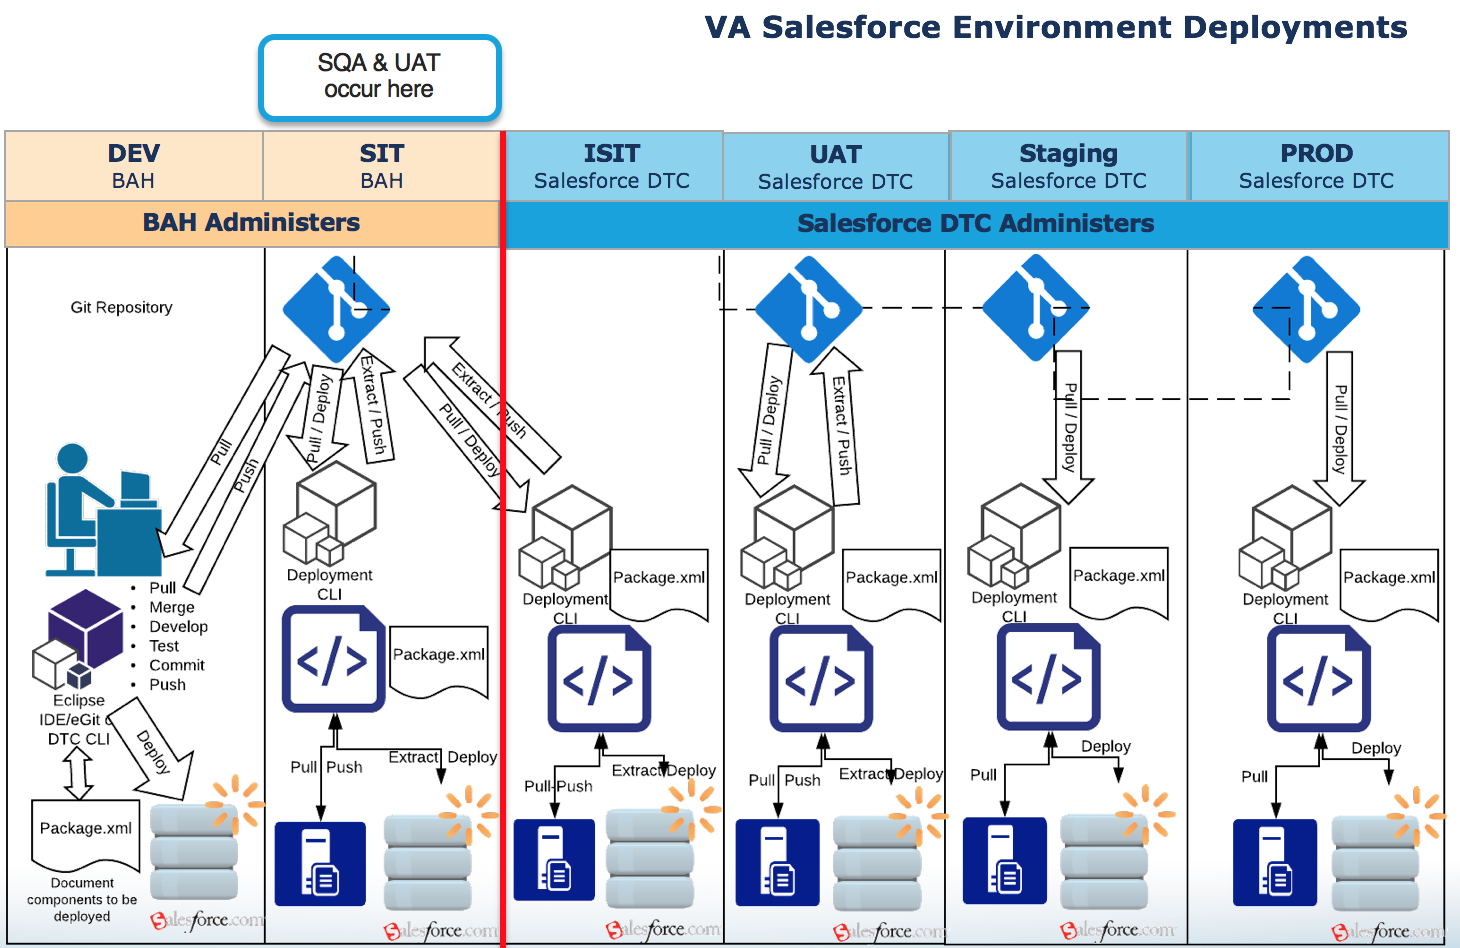 VA Salesforce Environment Deployments
SQA & UAT
occur here
DEV
BAH
SIT
BAH
ISIT
Salesforce DTC
UAT
Salesforce DTC
Staging
Salesforce DTC
PROD
Salesforce DTC
BAH Administers
Salesforce DTC Administers
Git Repository
Pull
Push
Pull / Deploy
Extract / Push
Pull / Deploy
Extract / Push
Pull / Deploy
Extract / Push
Pull / Deploy
Pull / Deploy
• Pull
• Merge
• Develop
• Test
• Commit
• Push
Eclipse
IDE/eGit
DTC CLI
Deploy
Package.xml
Document
components to be
deployed
Salesforce.com
Deployment
CLI
</>
Package.xml
Pull
Push
Extract
Deploy
Salesforce.com
Deployment
CLI
Package.xml
</>
Pull-Push
Extract/Deploy
Salesforce.com
Deployment
CLI
Package.xml
</>
Pull
Push
Extract
Deploy
Salesforce.com
Deployment
CLI
Package.xml
</>
Pull
Deploy
Salesforce.com
Deployment
CLI
Package.xml
</>
Pull
Deploy
Salesforce.com